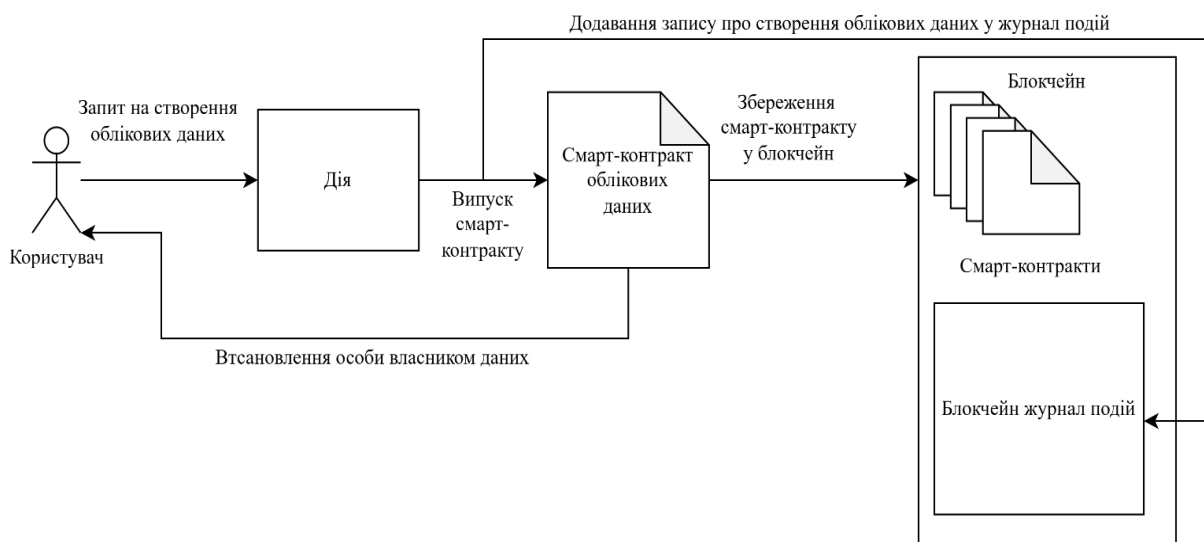 Додавання запису про створення облікових даних у журнал подій
Запит на створення
облікових даних
Користувач
Дія
Випуск
смарт-
контракту
Смарт-контракт
облікових
даних
Збереження
смарт-контракту
у блокчейн
Блокчейн
Смарт-контракти
Блокчейн журнал подій
Втсановлення особи власником даних